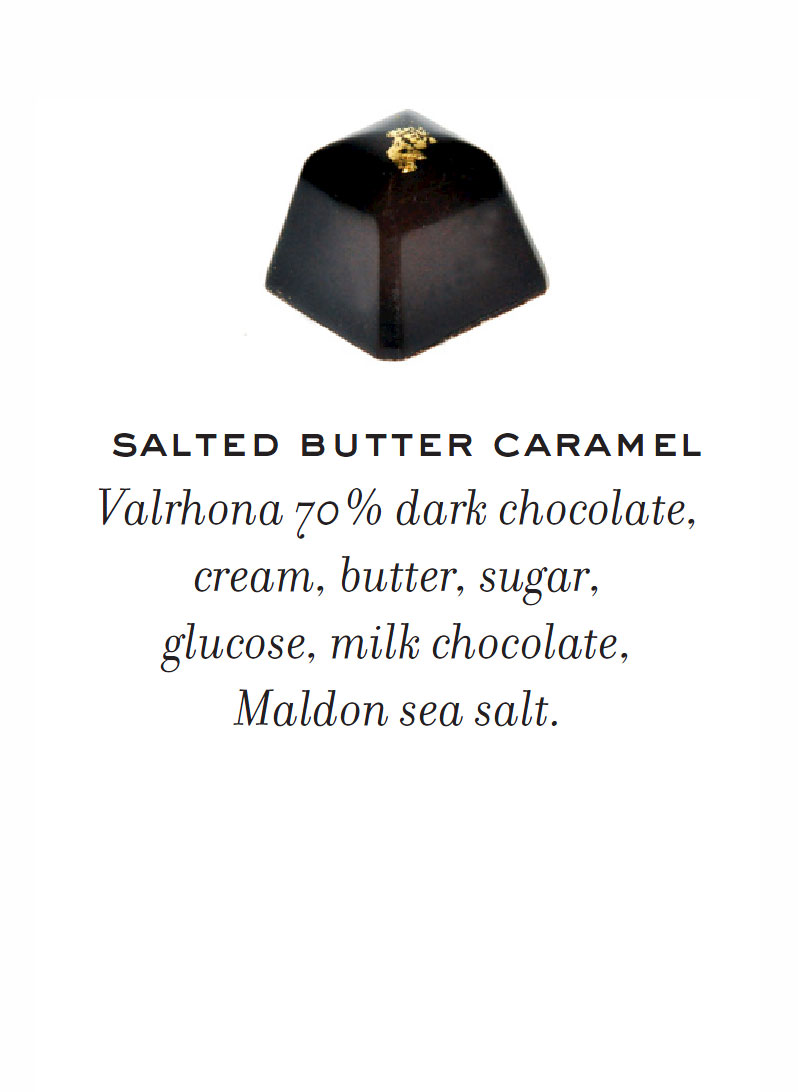 SALTED BUTTER CARAMEL
Valrhona 70% dark chocolate,
cream, butter, sugar,
glucose, milk chocolate,
Maldon sea salt.